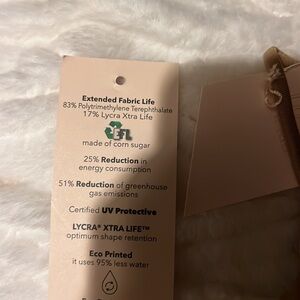 Extended Fabric Life
83% Polytrimethylene Terephthalate
17% Lycra Xtra Life
EFL
made of corn sugar
25% Reduction in
energy consumption
51% Reduction of greenhouse
gas emissions
Certified UV Protective
LYCRA® XTRA LIFE™
optimum shape retention
Eco Printed
it uses 95% less water